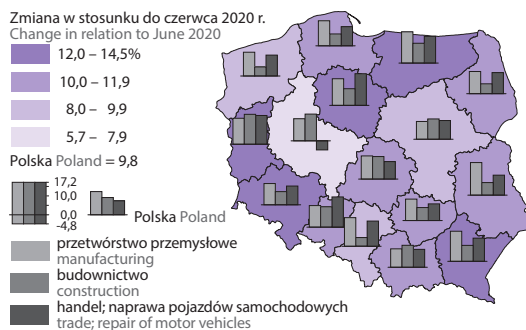 Zmiana w stosunku do czerwca 2020 r.
Change in relation to June 2020
12,0 – 14,5%
10,0 – 11,9
8,0 – 9,9
5,7 – 7,9
Polska Poland = 9,8
17,2
10,0
0,0
-4,8
Polska Poland
przetwórstwo przemysłowe
manufacturing
budownictwo
construction
handel; naprawa pojazdów samochodowych
trade; repair of motor vehicles